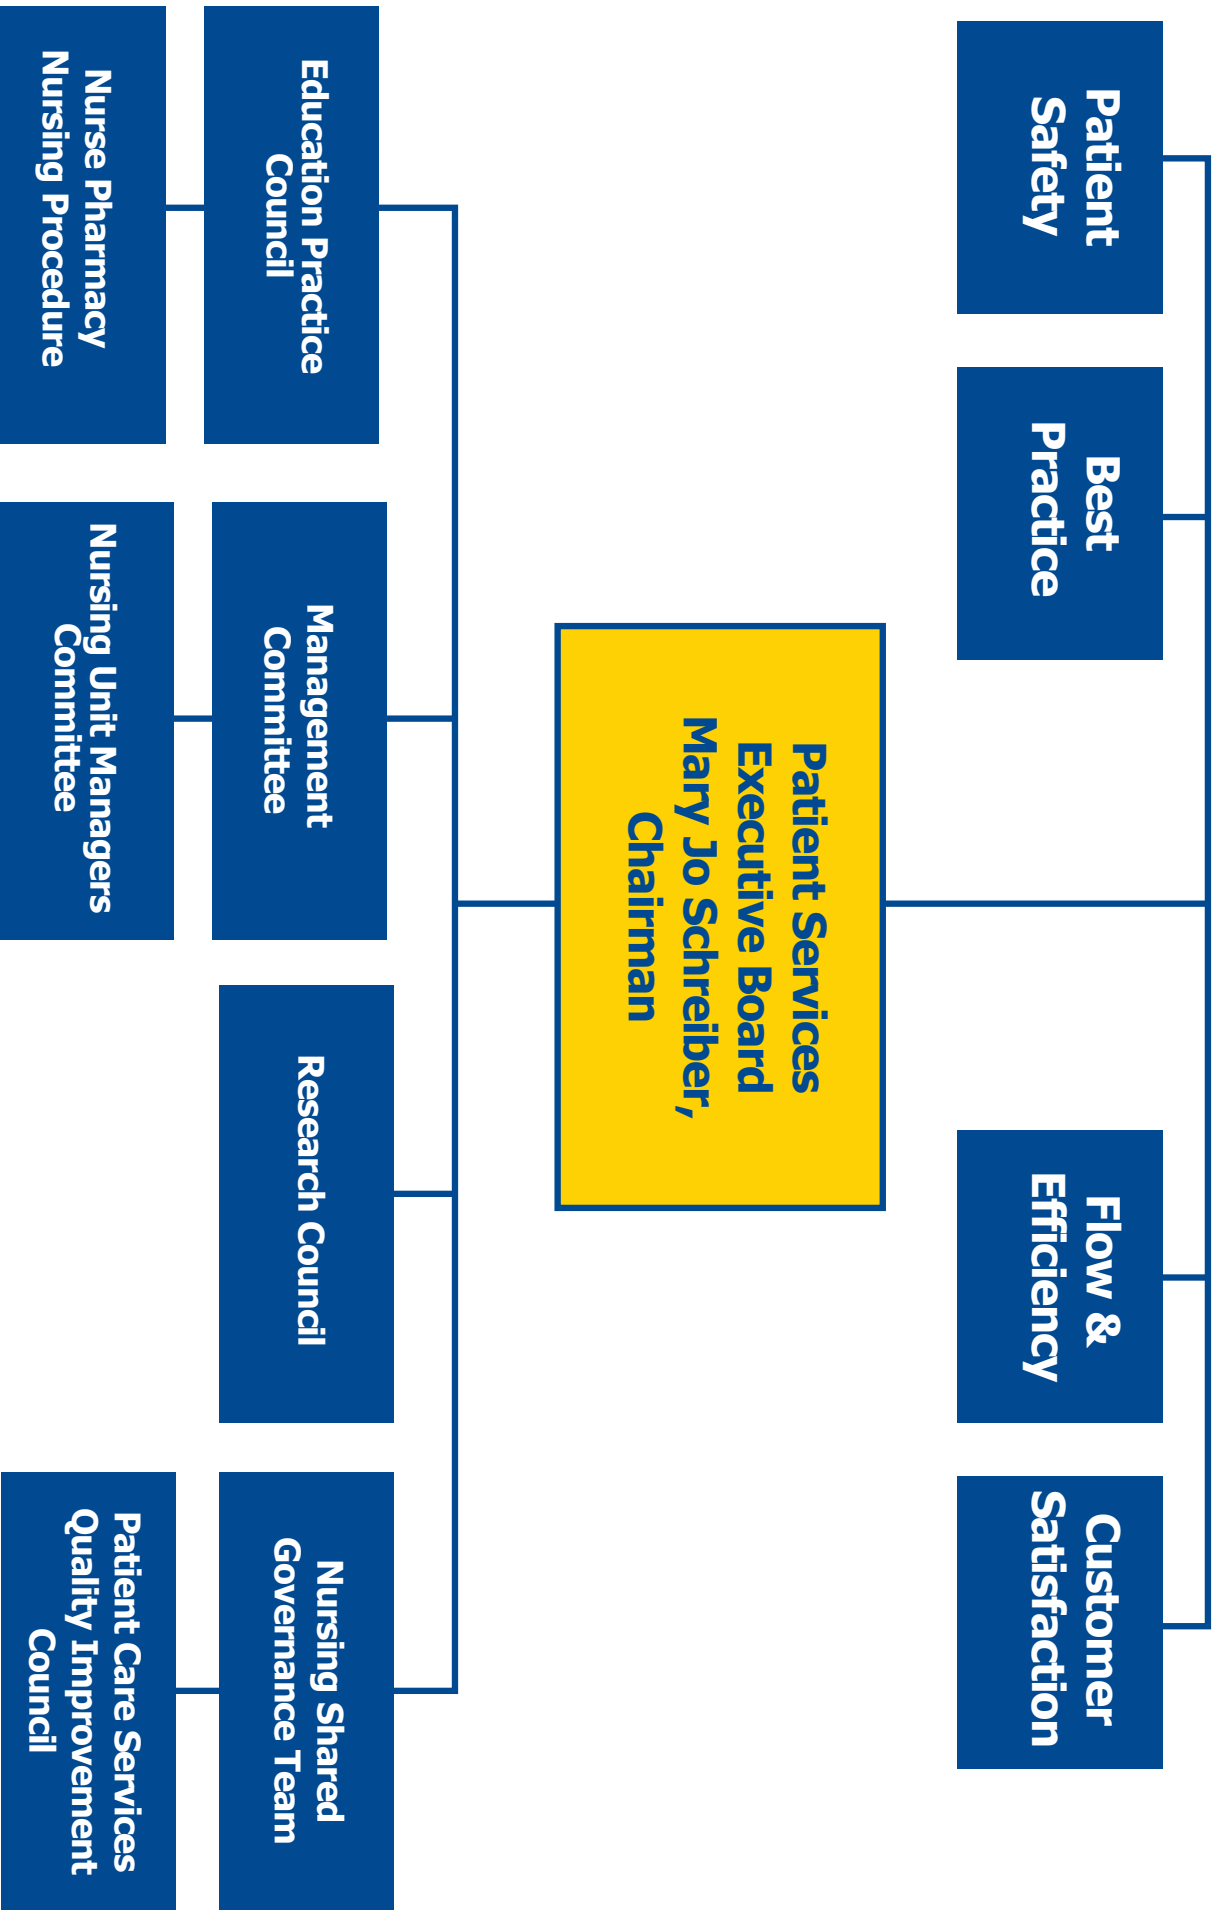 Patient
Safety
Best
Practice
Flow &
Efficiency
Customer
Satisfaction
Patient Services
Executive Board
Mary Jo Schreiber,
Chairman
Education Practice
Council
Management
Committee
Research Council
Nursing Shared
Governance Team
Nurse Pharmacy
Nursing Procedure
Nursing Unit Managers
Committee
Patient Care Services
Quality Improvement
Council